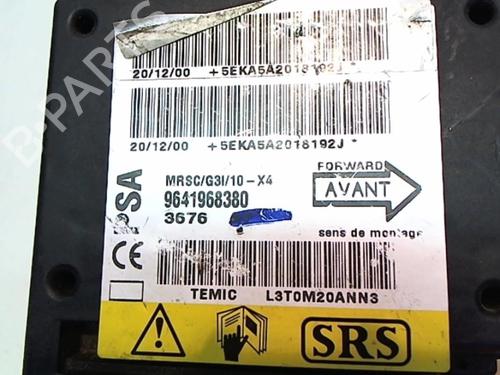 20/12/00 +5EKA5A2018192J *
20/12/00 +5EKA5A2018192J *
PSA
MRSC/G3I/10-X4
9641968380
3676
FORWARD
AVANT
sens de montage
CE
TEMIC L3T0M20ANN3
SRS
B-PARTS